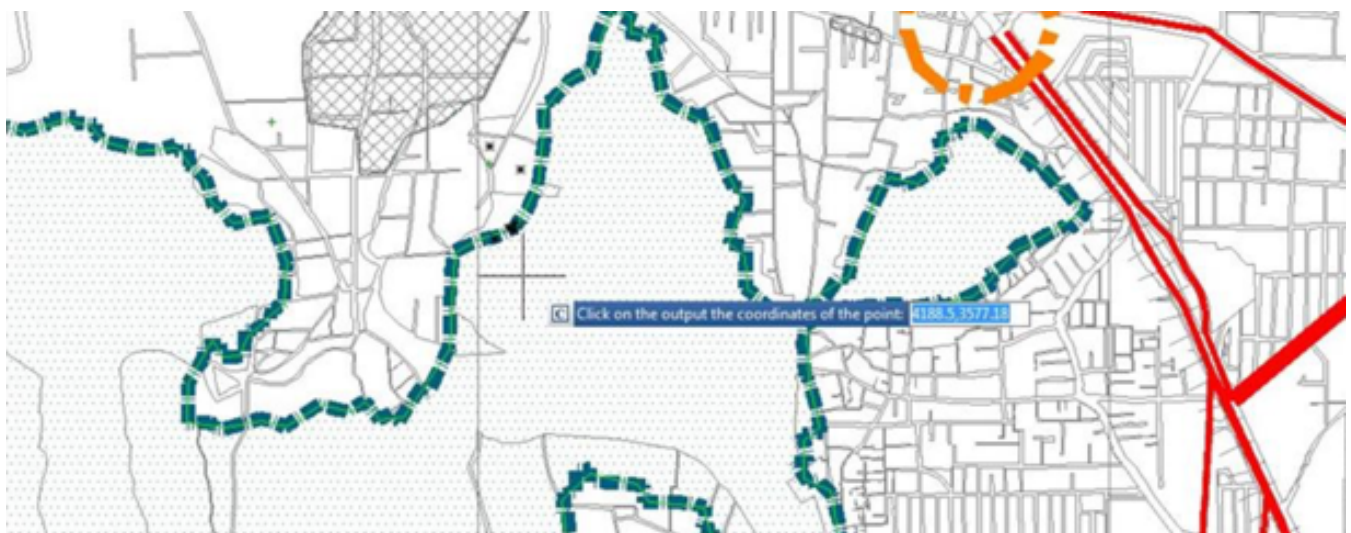 Click on the output the coordinates of the point: 4188.5,3577.18